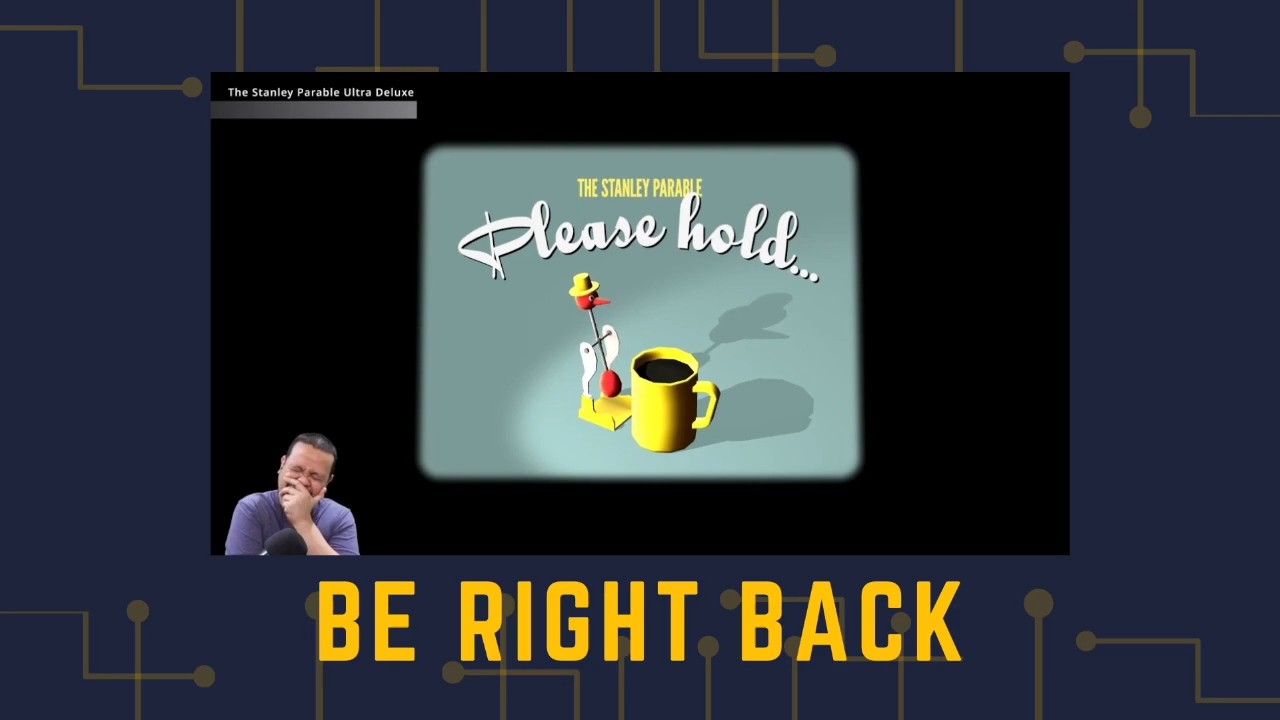 The Stanley Parable Ultra Deluxe
THE STANLEY PARABLE
Please hold...
BE RIGHT BACK